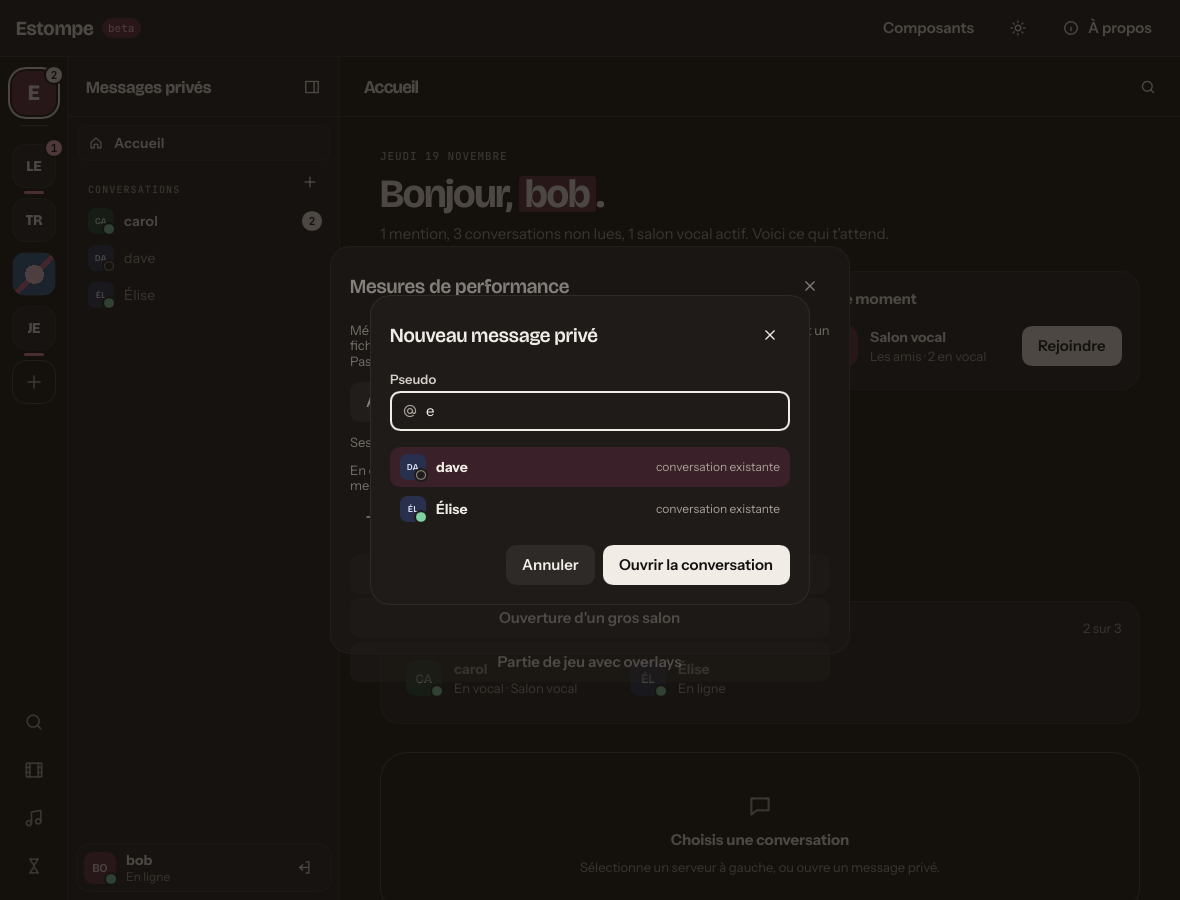 Estompe beta
Composants
À propos
E
2
Messages privés
Accueil
LE
1
TR
JE
Accueil
CONVERSATIONS
CA carol 2
DA dave
ÉL Élise
JEUDI 19 NOVEMBRE
Bonjour, bob.
1 mention, 3 conversations non lues, 1 salon vocal actif. Voici ce qui t'attend.
Mesures de performance
moment
un
Salon vocal
Les amis · 2 en vocal
Rejoindre
Nouveau message privé
Pseudo
@ e
DA dave conversation existante
ÉL Élise conversation existante
Annuler
Ouvrir la conversation
Ouverture d'un gros salon
Partie de jeu avec overlays
2 sur 3
CA carol
En vocal · Salon vocal
ÉL Élise
En ligne
Choisis une conversation
Sélectionne un serveur à gauche, ou ouvre un message privé.
BO bob
En ligne